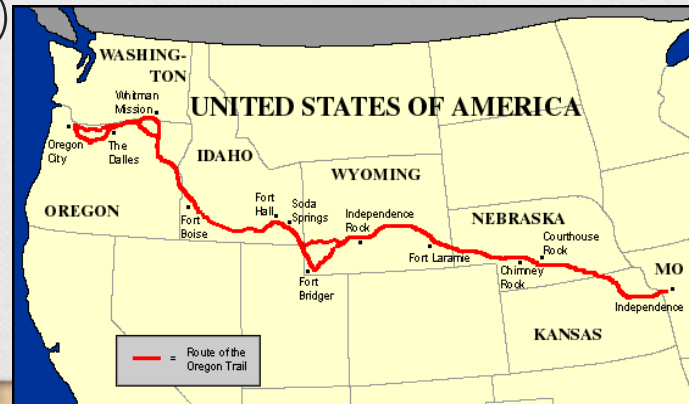 )
WASHING-
TON
Whitman
Mission
UNITED STATES OF AMERICA
Oregon
City
The
Dalles
IDAHO
WYOMING
OREGON
Fort
Boise
Fort
Hall
Soda
Springs
Independence
Rock
NEBRASKA
Fort Laramie
Courthouse
Rock
Chimney
Rock
MO
Fort
Bridger
Independence
KANSAS
= Route of the
Oregon Trail